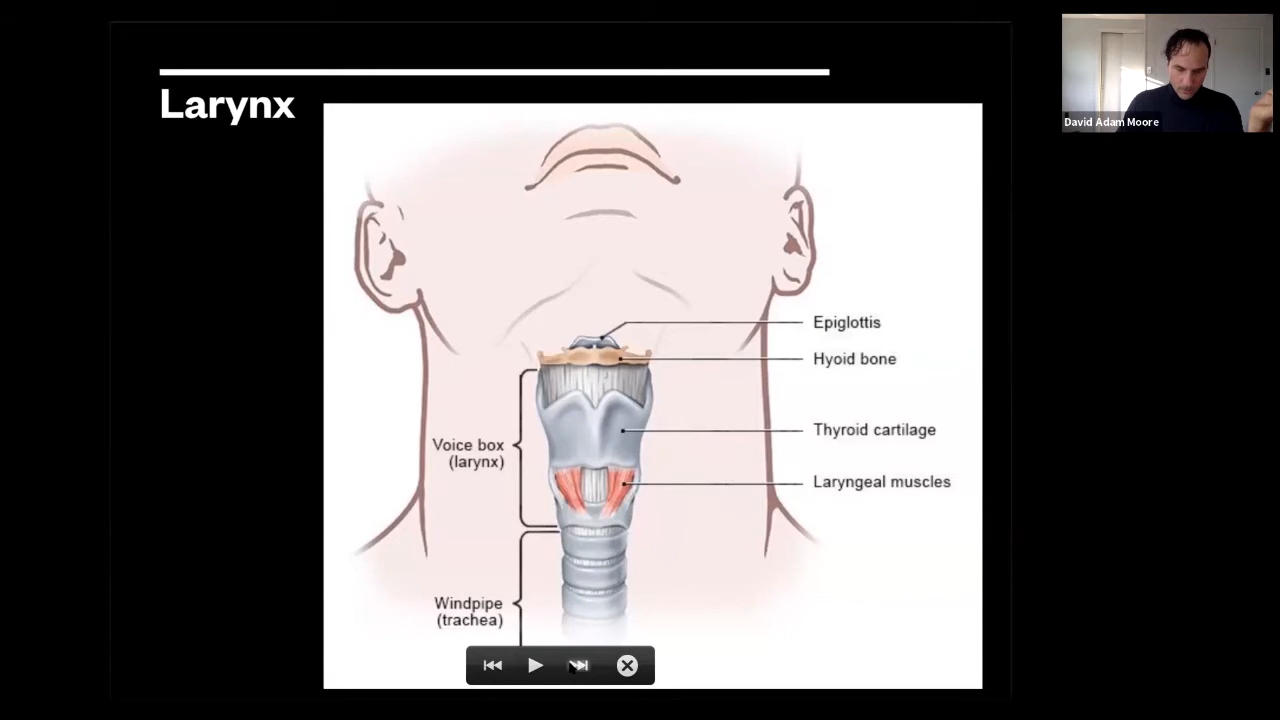 Larynx
David Adam Moore
Epiglottis
Hyoid bone
Thyroid cartilage
Voice box
(larynx)
Laryngeal muscles
Windpipe
(trachea)